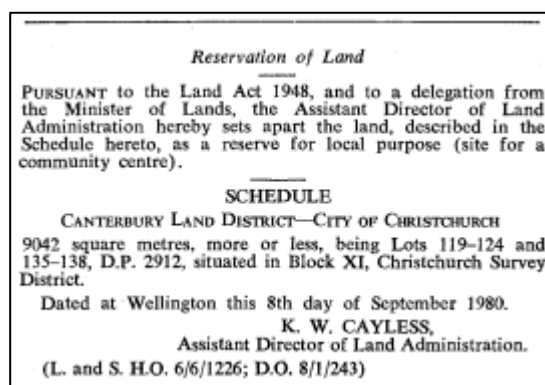 Reservation of Land
PURSUANT to the Land Act 1948, and to a delegation from
the Minister of Lands, the Assistant Director of Land
Administration hereby sets apart the land, described in the
Schedule hereto, as a reserve for local purpose (site for a
community centre).
SCHEDULE
CANTERBURY LAND DISTRICT—CITY OF CHRISTCHURCH
9042 square metres, more or less, being Lots 119–124 and
135–138, D.P. 2912, situated in Block XI, Christchurch Survey
District.
Dated at Wellington this 8th day of September 1980.
K. W. CAYLESS,
Assistant Director of Land Administration.
(L. and S. H.O. 6/6/1226; D.O. 8/1/243)